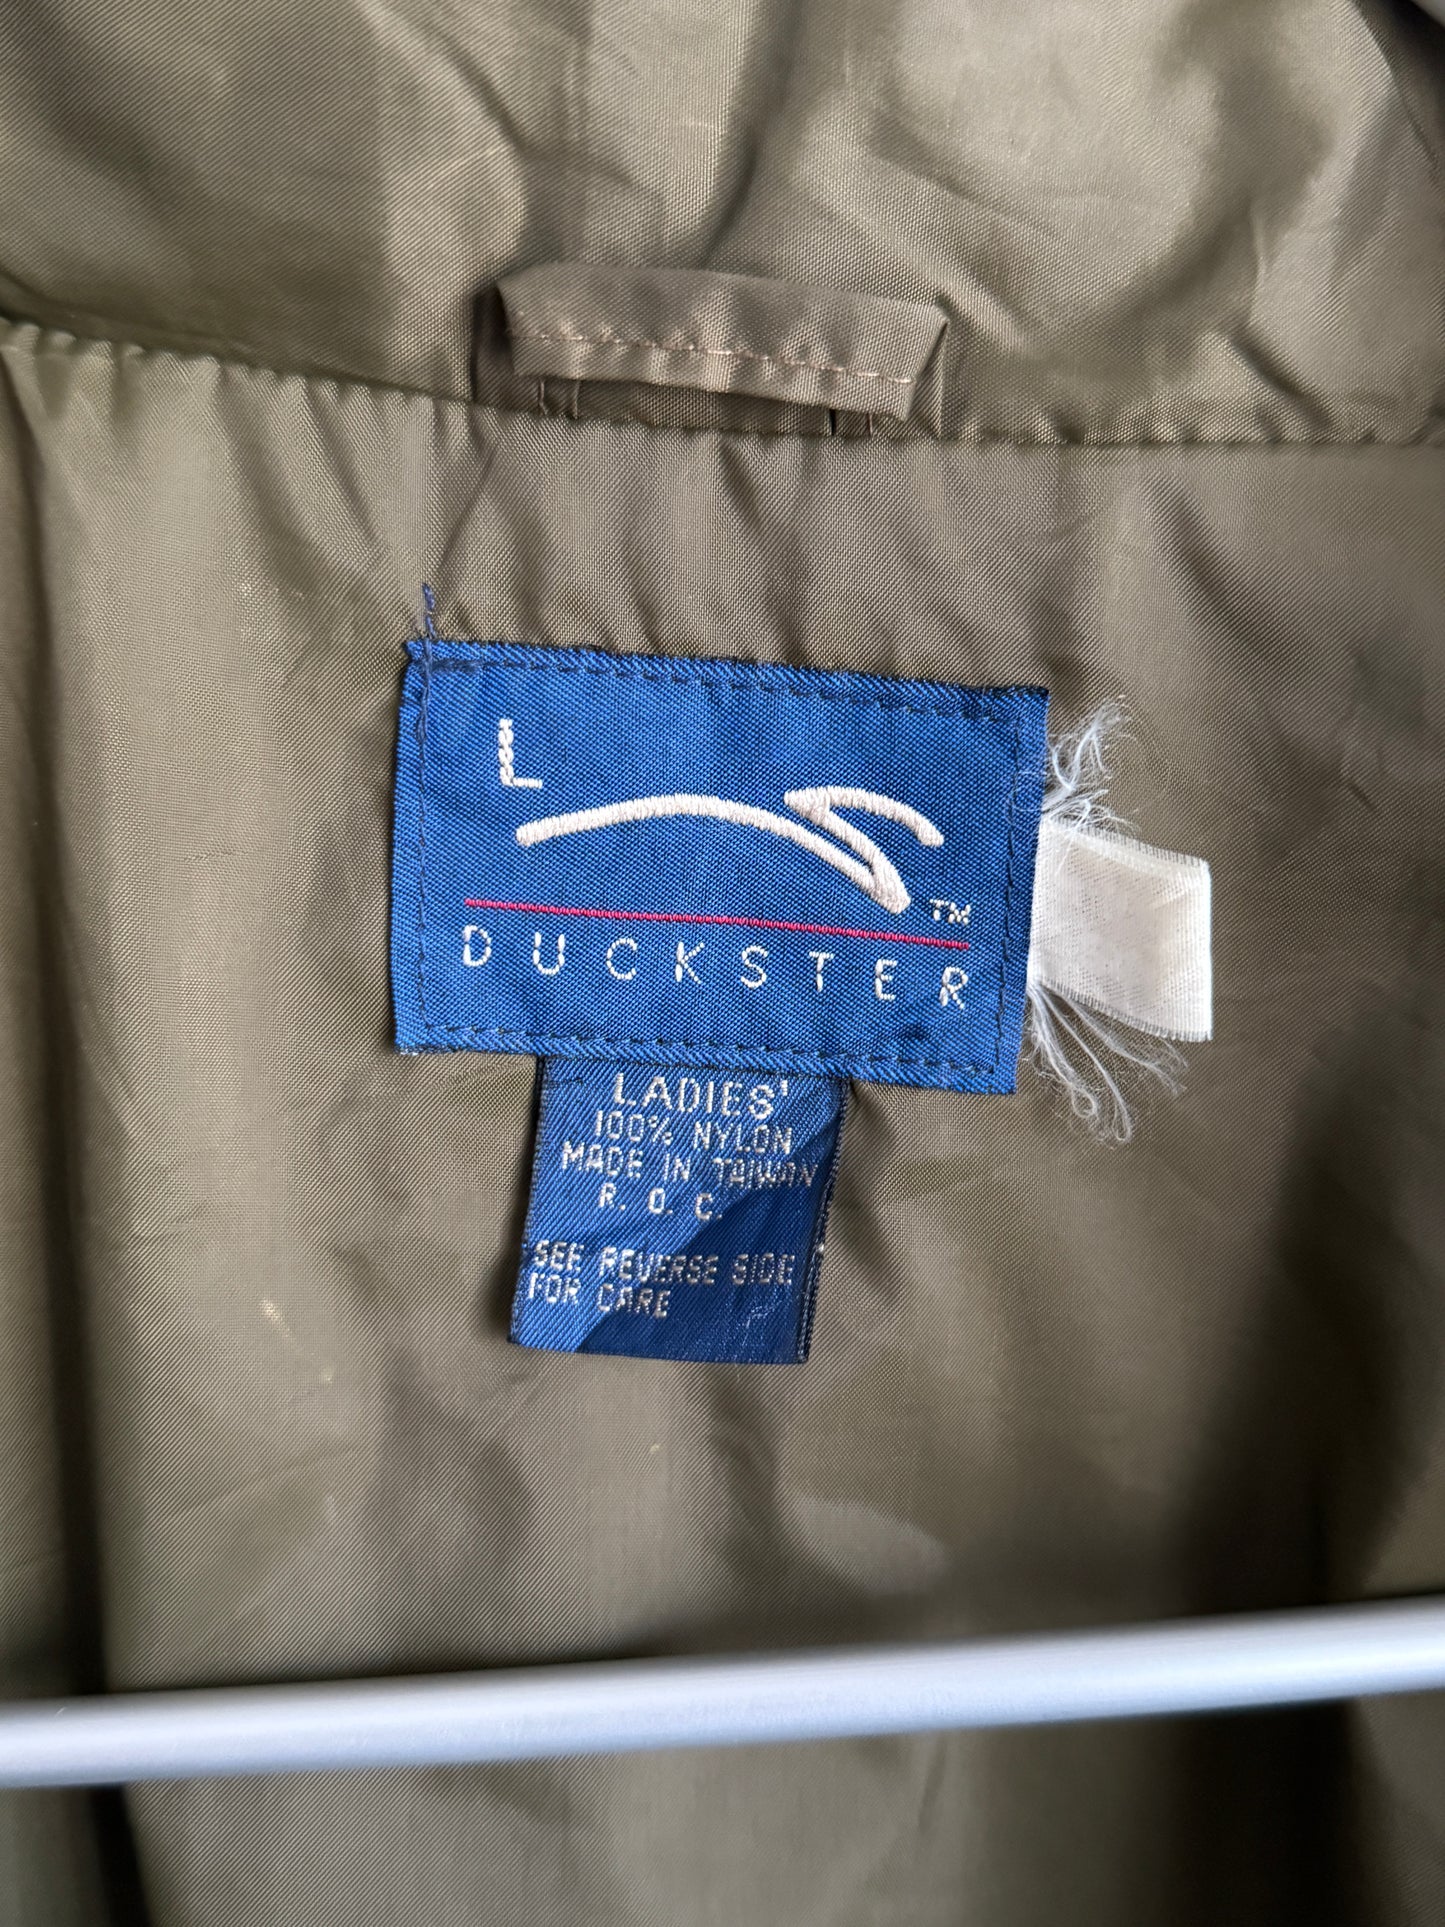 L
TM
DUCKSTER
LADIES'
100% NYLON
MADE IN TAIWAN
R. O. C.
SEE REVERSE SIDE
FOR CARE